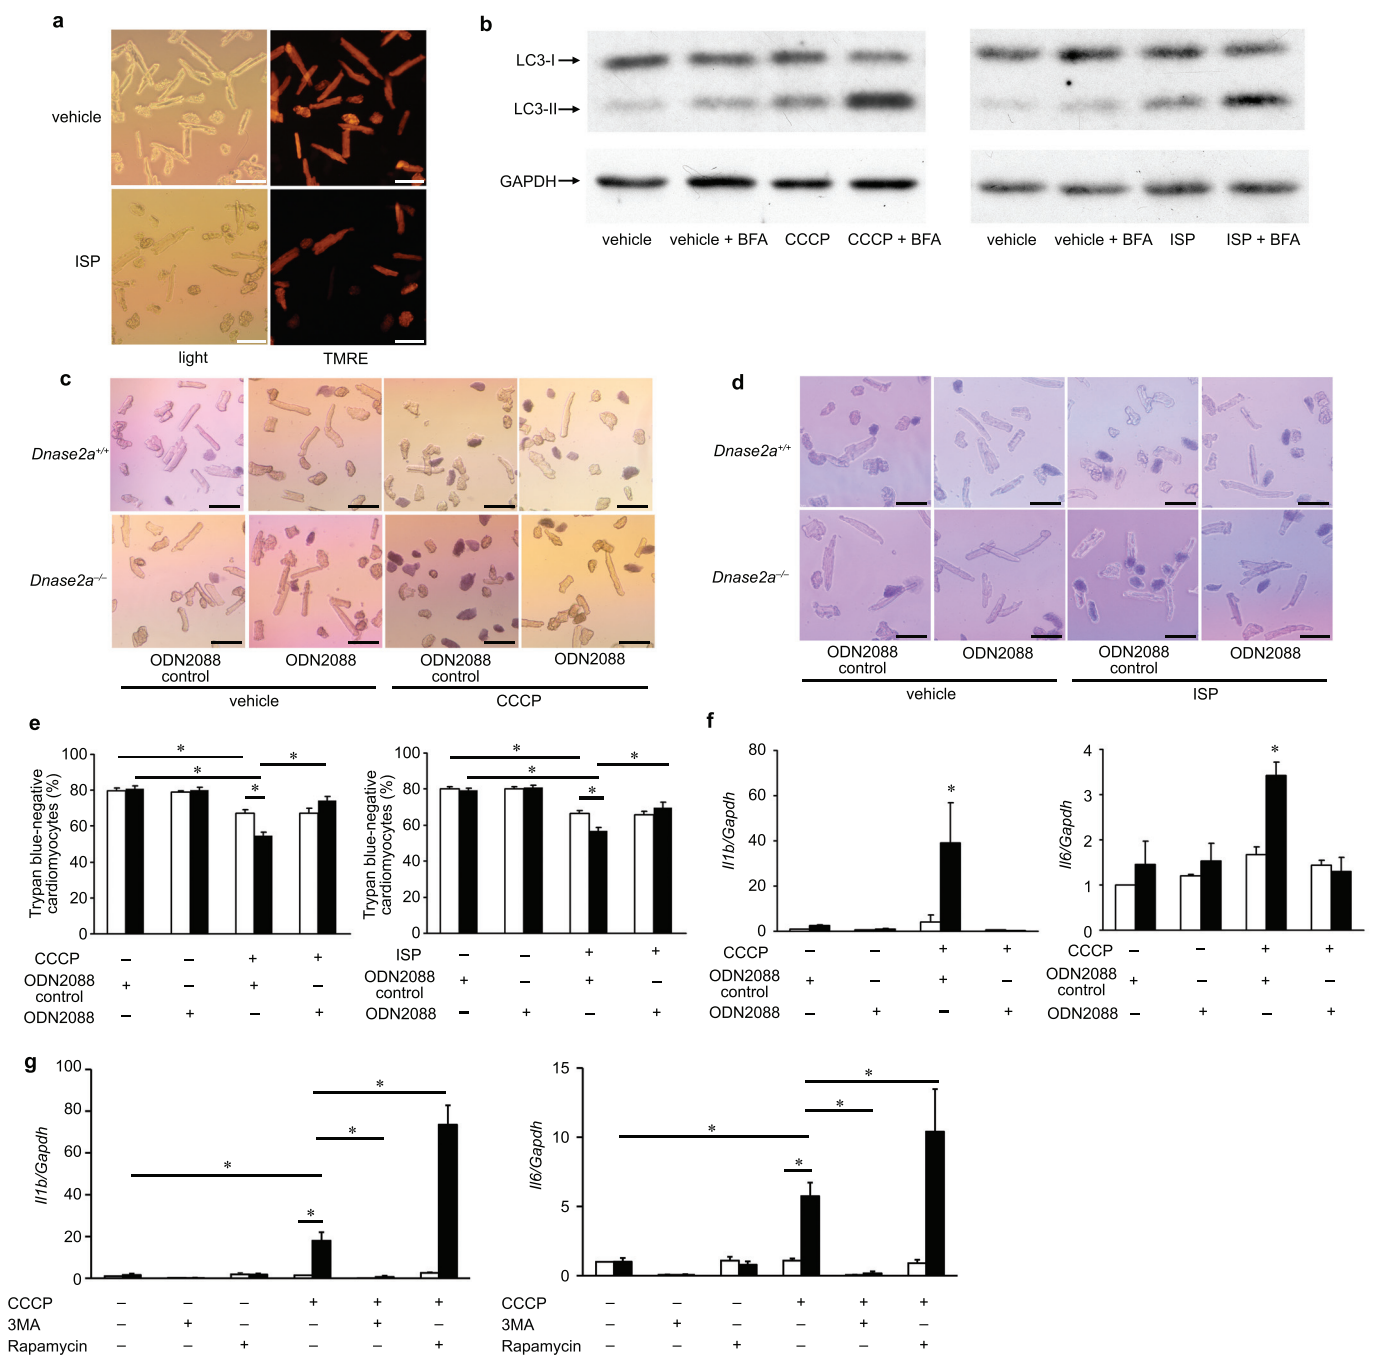 a
vehicle
ISP
light
TMRE
b
LC3-I
LC3-II
GAPDH
vehicle
vehicle + BFA
CCCP
CCCP + BFA
vehicle
vehicle + BFA
ISP
ISP + BFA
c
Dnase2a+/+
Dnase2a–/–
ODN2088 control
ODN2088
ODN2088 control
ODN2088
vehicle
CCCP
d
Dnase2a+/+
Dnase2a–/–
ODN2088 control
ODN2088
ODN2088 control
ODN2088
vehicle
ISP
e
Trypan blue-negative
cardiomyocytes (%)
100
80
60
40
20
0
* * * *
CCCP – – + +
ODN2088 control + – + –
ODN2088 – + – +
Trypan blue-negative
cardiomyocytes (%)
100
80
60
40
20
0
* * * *
ISP – – + +
ODN2088 control + – + –
ODN2088 – + – +
f
Il1b/Gapdh
80
60
40
20
0
*
CCCP – – + +
ODN2088 control + – + –
ODN2088 – + – +
Il6/Gapdh
4
3
2
1
0
*
CCCP – – + +
ODN2088 control + – + –
ODN2088 – + – +
g
Il1b/Gapdh
100
80
60
40
20
0
* * * *
CCCP – – – + + +
3MA – + – – + –
Rapamycin – – + – – +
Il6/Gapdh
15
10
5
0
* * * *
CCCP – – – + + +
3MA – + – – + –
Rapamycin – – + – – +